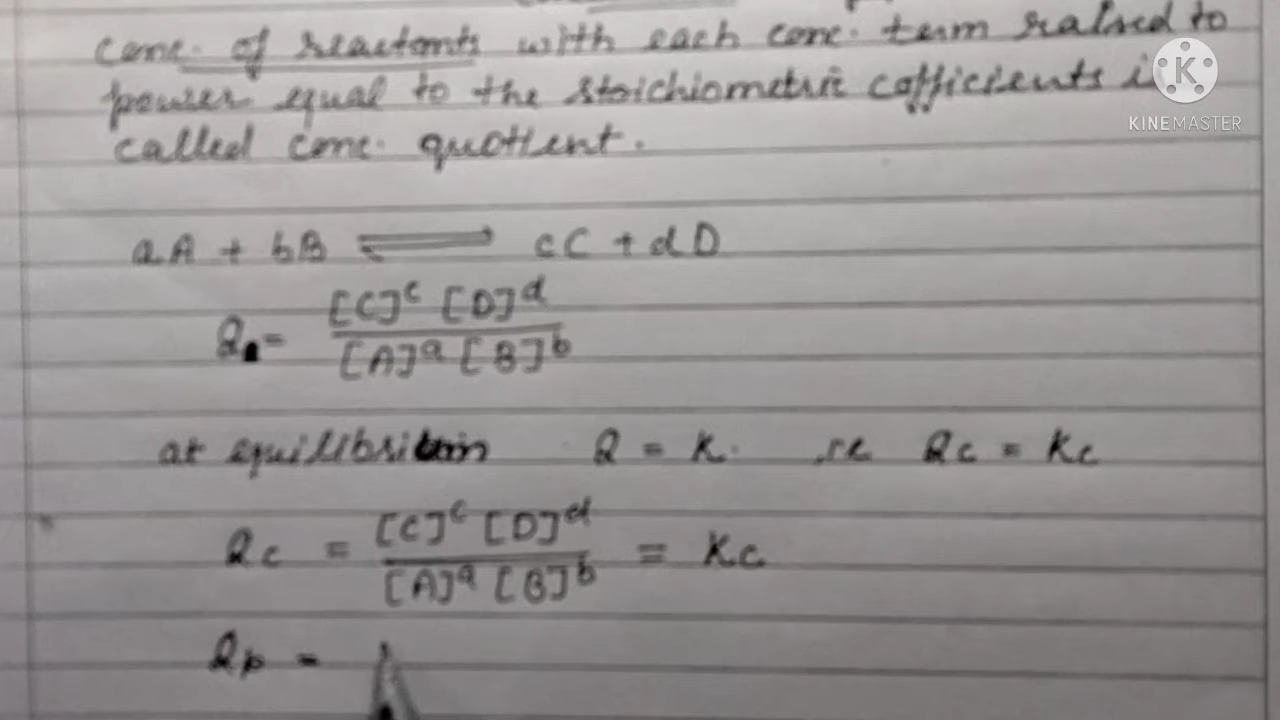 conc. of reactants with each conc. term raised to
power equal to the stoichiometric cofficients i
called conc. quotient.
KINEMASTER
aA + bB ⇌ cC + dD
Q = [C]^c [D]^d / [A]^a [B]^b
at equilibrium Q = K. ie Qc = Kc
Qc = [C]^c [D]^d / [A]^a [B]^b = Kc
Qp =